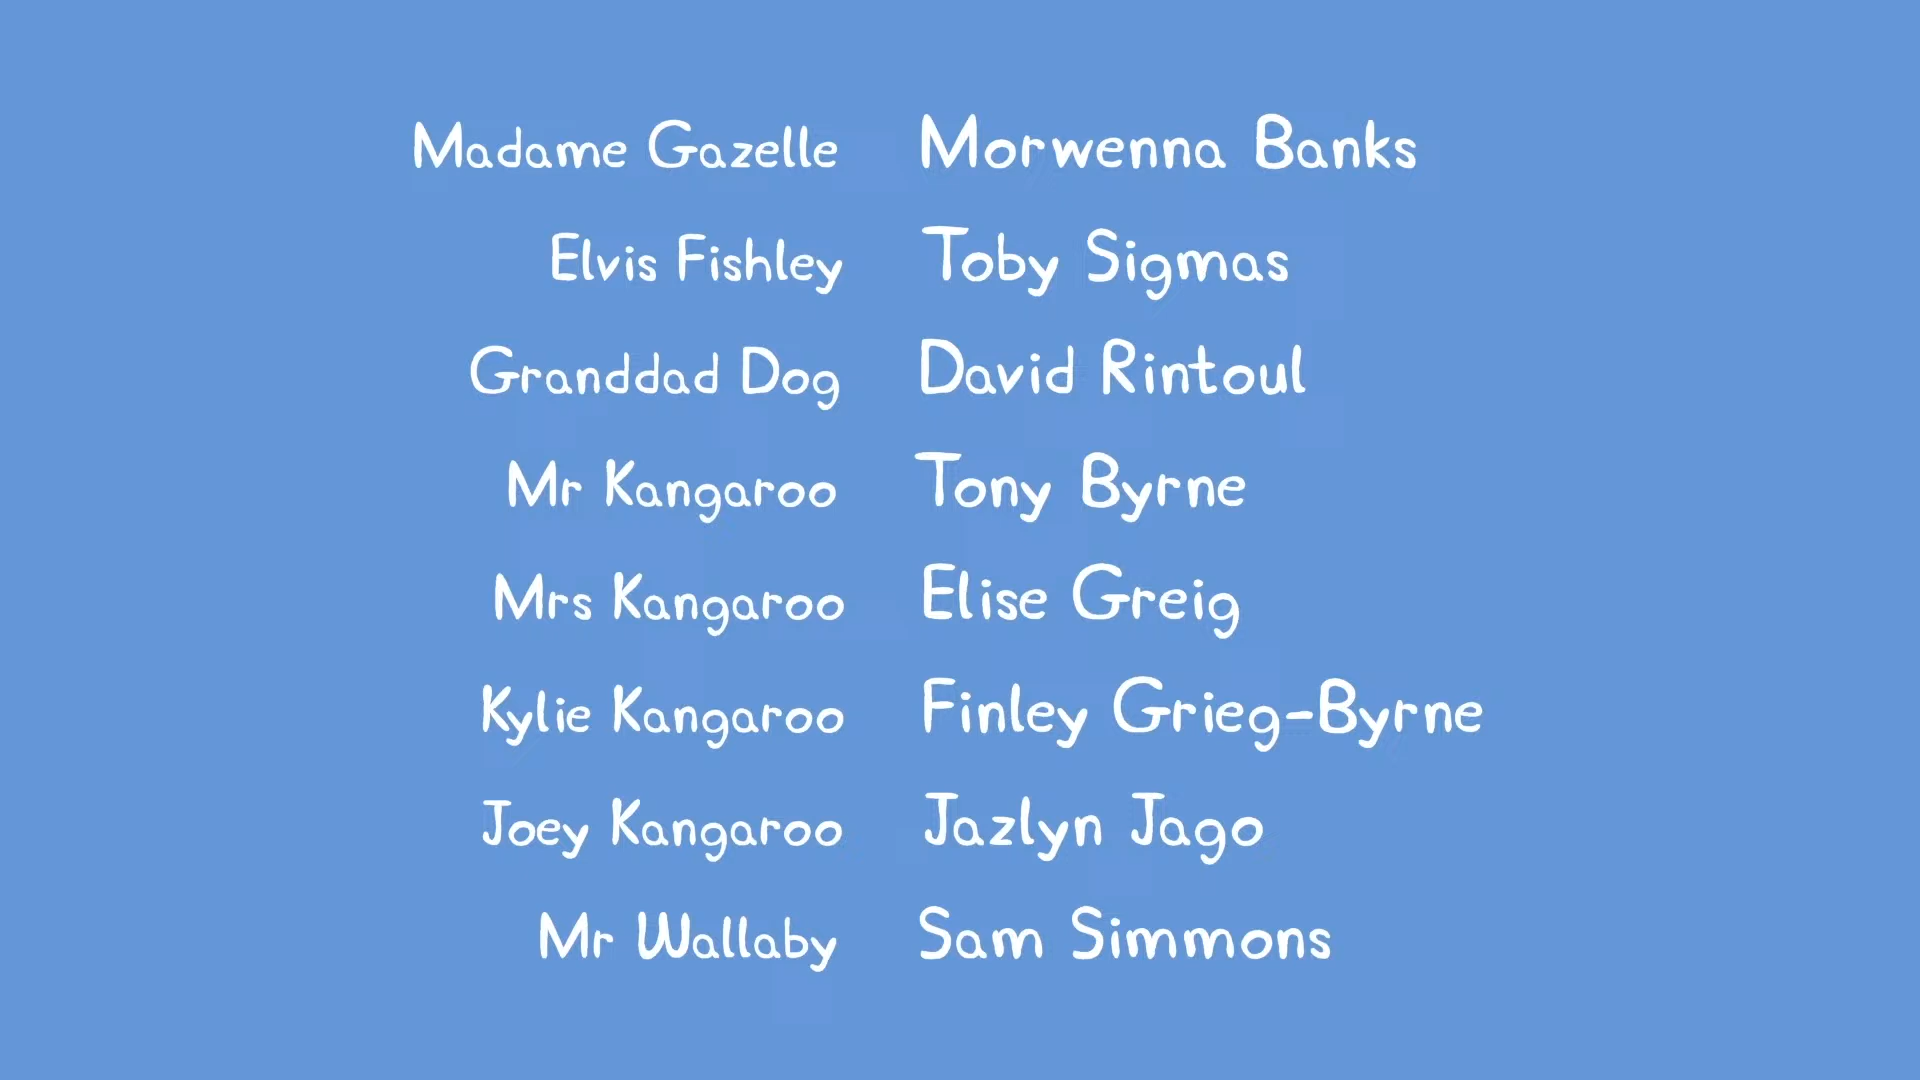 Madame Gazelle Morwenna Banks
Elvis Fishley Toby Sigmas
Granddad Dog David Rintoul
Mr Kangaroo Tony Byrne
Mrs Kangaroo Elise Greig
Kylie Kangaroo Finley Grieg-Byrne
Joey Kangaroo Jazlyn Jago
Mr Wallaby Sam Simmons